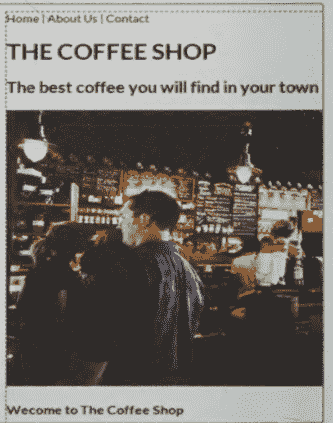 Home | About Us | Contact
THE COFFEE SHOP
The best coffee you will find in your town
Wecome to The Coffee Shop